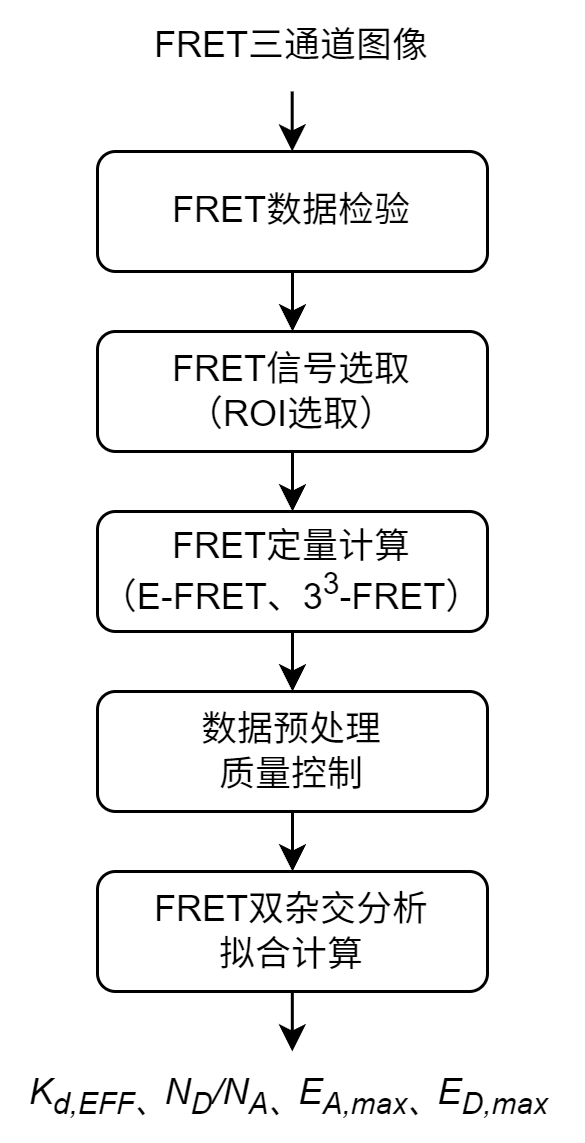 FRET三通道图像
FRET数据检验
FRET信号选取
（ROI选取）
FRET定量计算
（E-FRET、3³-FRET）
数据预处理
质量控制
FRET双杂交分析
拟合计算
K_{d,EFF}、N_D/N_A、E_{A,max}、E_{D,max}